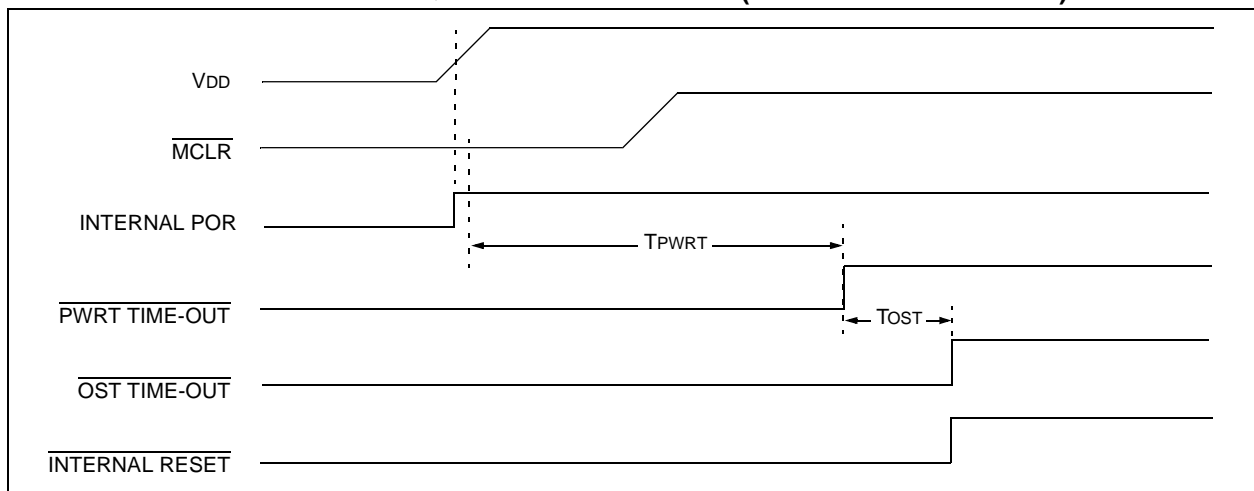 VDD
MCLR
INTERNAL POR
TPWRT
PWRT TIME-OUT
TOST
OST TIME-OUT
INTERNAL RESET